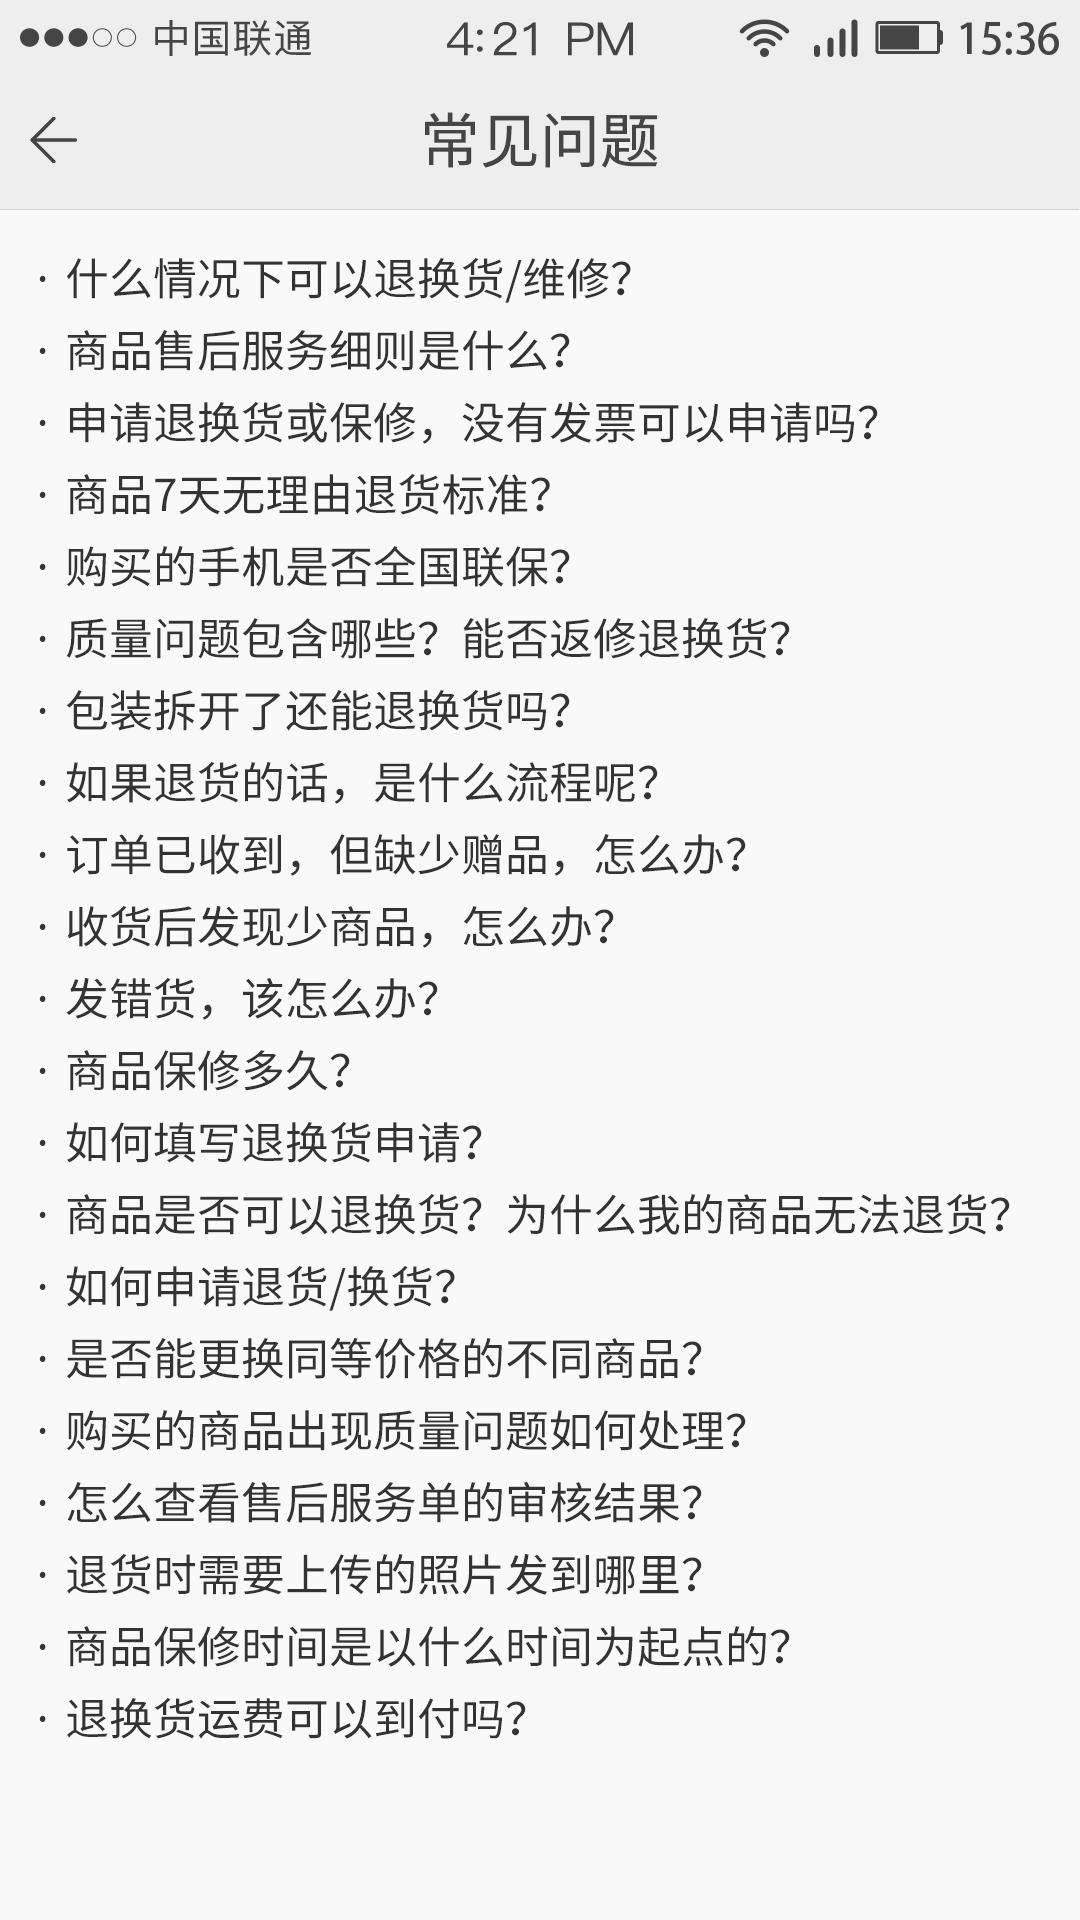 中国联通 4:21 PM 15:36
常见问题
· 什么情况下可以退换货/维修？
· 商品售后服务细则是什么？
· 申请退换货或保修，没有发票可以申请吗？
· 商品7天无理由退货标准？
· 购买的手机是否全国联保？
· 质量问题包含哪些？能否返修退换货？
· 包装拆开了还能退换货吗？
· 如果退货的话，是什么流程呢？
· 订单已收到，但缺少赠品，怎么办？
· 收货后发现少商品，怎么办？
· 发错货，该怎么办？
· 商品保修多久？
· 如何填写退换货申请？
· 商品是否可以退换货？为什么我的商品无法退货？
· 如何申请退货/换货？
· 是否能更换同等价格的不同商品？
· 购买的商品出现质量问题如何处理？
· 怎么查看售后服务单的审核结果？
· 退货时需要上传的照片发到哪里？
· 商品保修时间是以什么时间为起点的？
· 退换货运费可以到付吗？